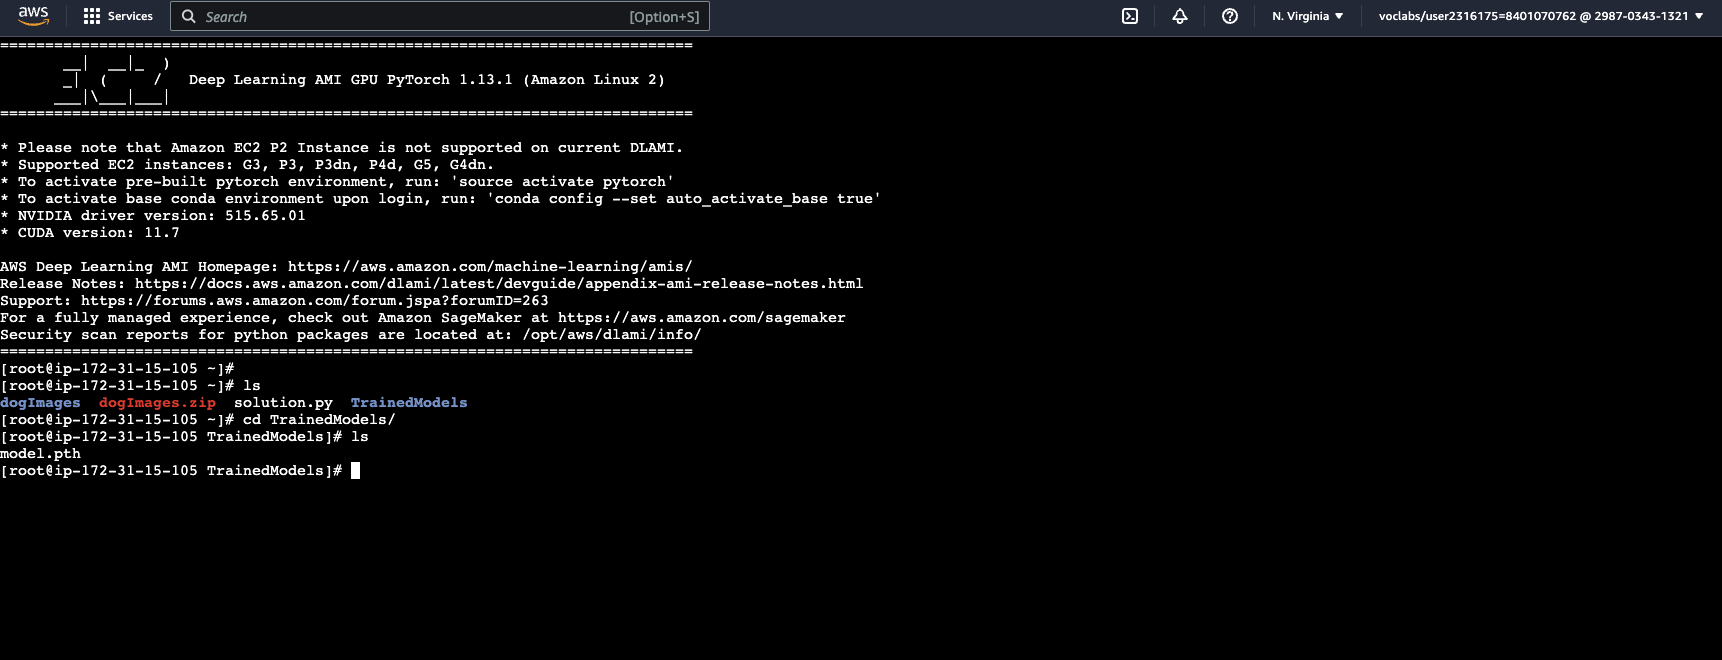 aws Services Search [Option+S] N. Virginia ▼ voclabs/user2316175=8401070762 @ 2987-0343-1321 ▼
=============================================================================
       __|  __|_  )
       _|  (     /   Deep Learning AMI GPU PyTorch 1.13.1 (Amazon Linux 2)
      ___|\___|___|
=============================================================================
* Please note that Amazon EC2 P2 Instance is not supported on current DLAMI.
* Supported EC2 instances: G3, P3, P3dn, P4d, G5, G4dn.
* To activate pre-built pytorch environment, run: 'source activate pytorch'
* To activate base conda environment upon login, run: 'conda config --set auto_activate_base true'
* NVIDIA driver version: 515.65.01
* CUDA version: 11.7
AWS Deep Learning AMI Homepage: https://aws.amazon.com/machine-learning/amis/
Release Notes: https://docs.aws.amazon.com/dlami/latest/devguide/appendix-ami-release-notes.html
Support: https://forums.aws.amazon.com/forum.jspa?forumID=263
For a fully managed experience, check out Amazon SageMaker at https://aws.amazon.com/sagemaker
Security scan reports for python packages are located at: /opt/aws/dlami/info/
=============================================================================
[root@ip-172-31-15-105 ~]#
[root@ip-172-31-15-105 ~]# ls
dogImages  dogImages.zip  solution.py  TrainedModels
[root@ip-172-31-15-105 ~]# cd TrainedModels/
[root@ip-172-31-15-105 TrainedModels]# ls
model.pth
[root@ip-172-31-15-105 TrainedModels]#